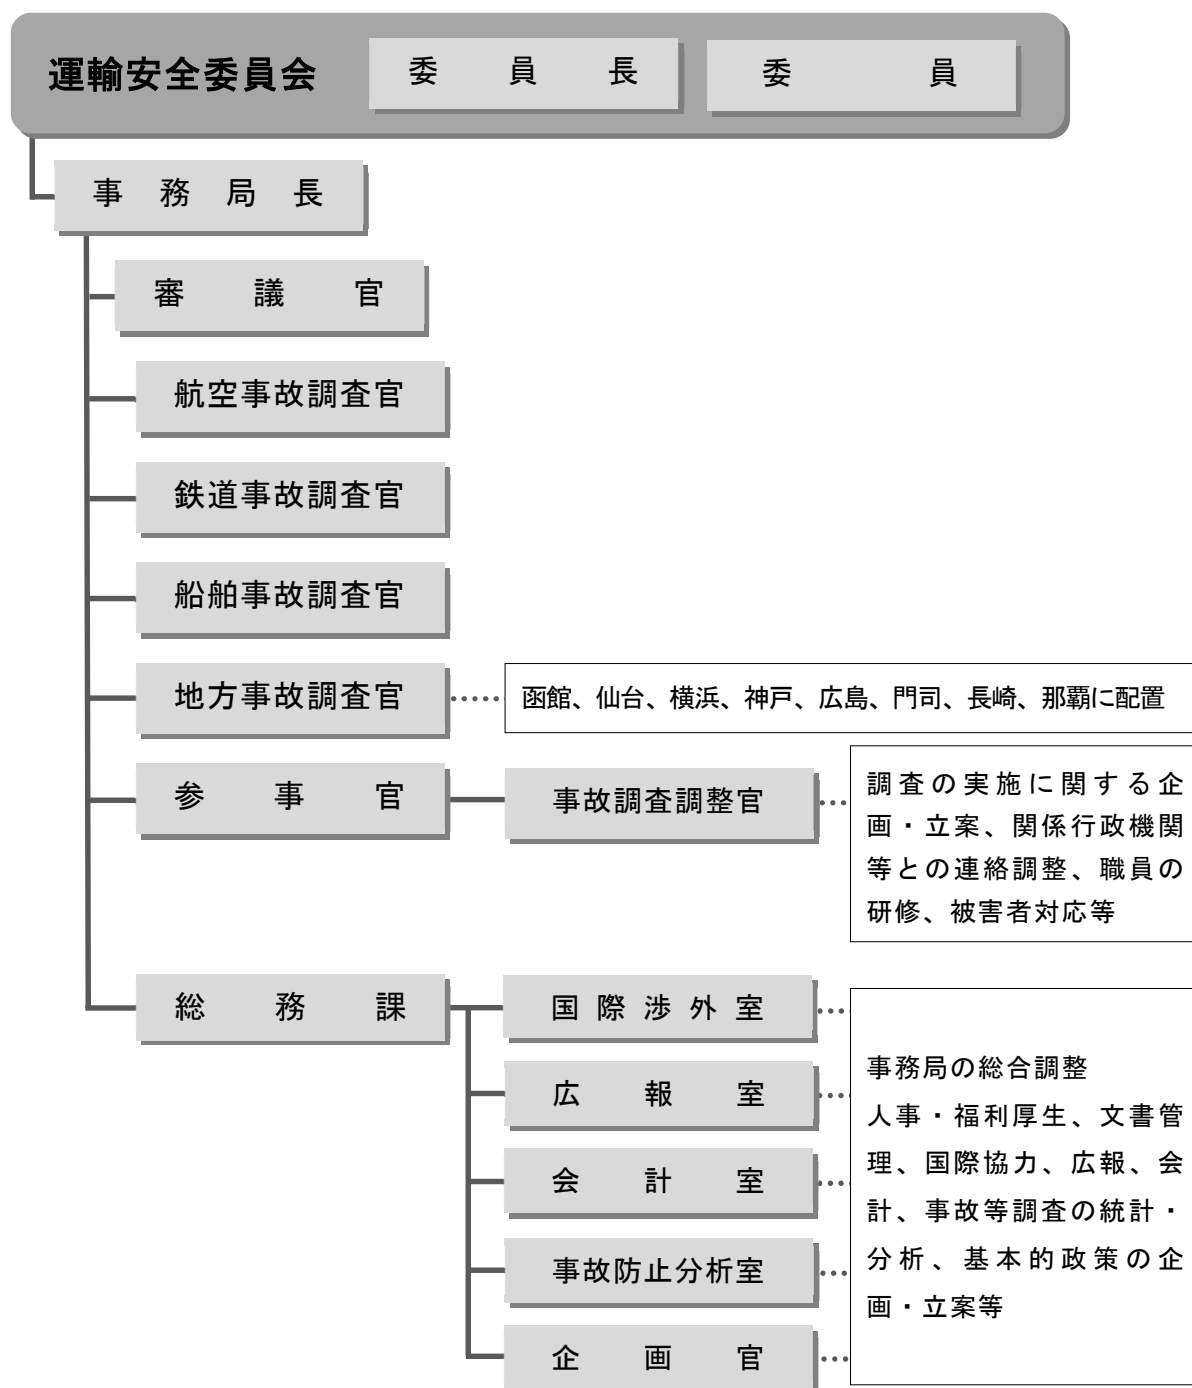 運輸安全委員会
委員長
委員
事務局長
審議官
航空事故調査官
鉄道事故調査官
船舶事故調査官
地方事故調査官
函館、仙台、横浜、神戸、広島、門司、長崎、那覇に配置
参事官
事故調査調整官
調査の実施に関する企
画・立案、関係行政機関
等との連絡調整、職員の
研修、被害者対応等
総務課
国際渉外室
広報室
会計室
事故防止分析室
企画官
事務局の総合調整
人事・福利厚生、文書管
理、国際協力、広報、会
計、事故等調査の統計・
分析、基本的政策の企
画・立案等